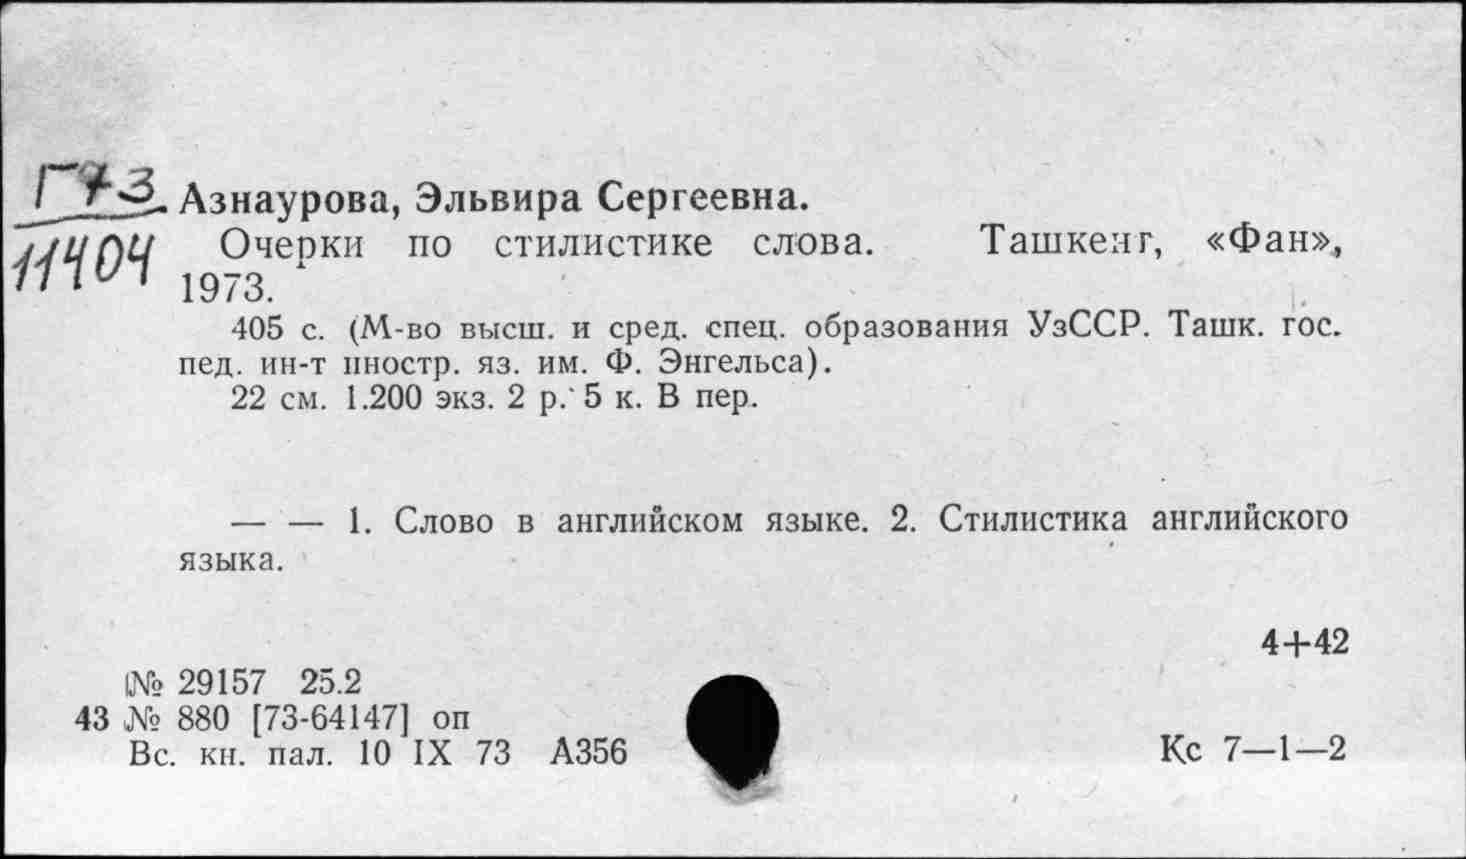 Г73 Азнаурова, Эльвира Сергеевна.
11404 Очерки по стилистике слова. Ташкент, «Фан»,
1973.
405 с. (М-во высш. и сред. спец. образования УзССР. Ташк. гос.
пед. ин-т иностр. яз. им. Ф. Энгельса).
22 см. 1.200 экз. 2 р. 5 к. В пер.
— — 1. Слово в английском языке. 2. Стилистика английского
языка.
4+42
№ 29157 25.2
43 № 880 [73-64147] оп
Вс. кн. пал. 10 IX 73 А356
Кс 7—1—2